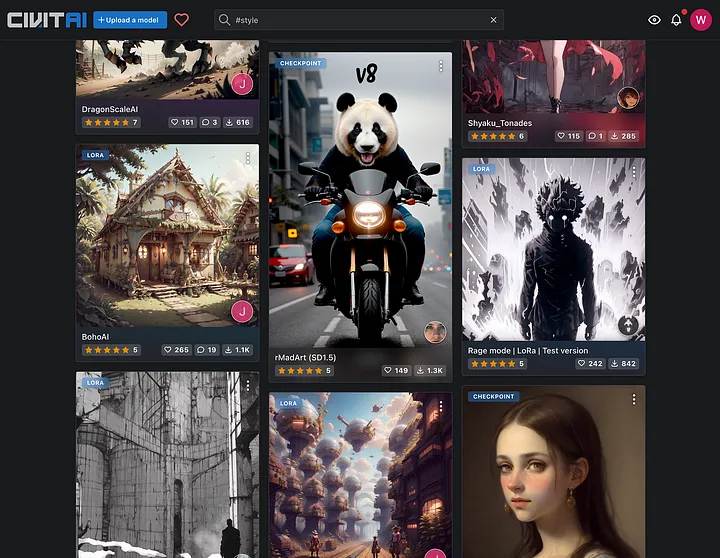 CIVITAI
+ Upload a model
#style
W
J
DragonScaleAI
7
151
3
616
LORA
J
BohoAI
5
265
19
1.1K
LORA
CHECKPOINT
v8
rMadArt (SD1.5)
5
149
1.3K
LORA
J
Shyaku_Tonades
6
115
1
285
LORA
Rage mode | LoRa | Test version
5
242
842
CHECKPOINT